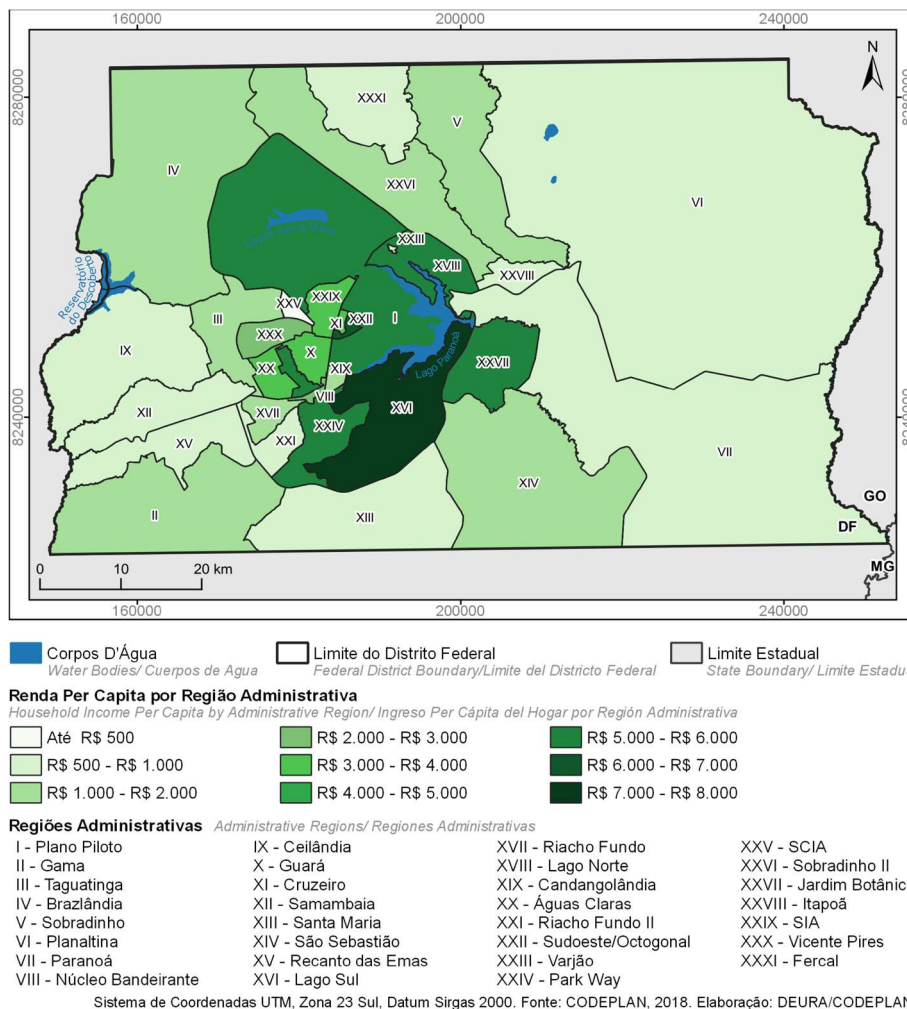 160000 200000 240000
N
8280000 8280000
XXXI
V
IV
XXVI
VI
XXIII
XVIII
XXVIII
Reservatório
do Descoberto
XXIX
XXV
III
XI
XXII
I
XXX
IX
X
XX
XIX
Lago Paranoá
XXVII
VIII
XII
XVII
XVI
8240000 8240000
XXIV
XV
XXI
VII
XIV
II
XIII
GO
DF
MG
0 10 20 km
160000 200000 240000
Corpos D'Água Limite do Distrito Federal Limite Estadual
Water Bodies/ Cuerpos de Agua Federal District Boundary/Limite del Districto Federal State Boundary/ Limite Estadu
Renda Per Capita por Região Administrativa
Household Income Per Capita by Administrative Region/ Ingreso Per Cápita del Hogar por Región Administrativa
Até R$ 500 R$ 2.000 - R$ 3.000 R$ 5.000 - R$ 6.000
R$ 500 - R$ 1.000 R$ 3.000 - R$ 4.000 R$ 6.000 - R$ 7.000
R$ 1.000 - R$ 2.000 R$ 4.000 - R$ 5.000 R$ 7.000 - R$ 8.000
Regiões Administrativas Administrative Regions/ Regiones Administrativas
I - Plano Piloto IX - Ceilândia XVII - Riacho Fundo XXV - SCIA
II - Gama X - Guará XVIII - Lago Norte XXVI - Sobradinho II
III - Taguatinga XI - Cruzeiro XIX - Candangolândia XXVII - Jardim Botânic
IV - Brazlândia XII - Samambaia XX - Águas Claras XXVIII - Itapoã
V - Sobradinho XIII - Santa Maria XXI - Riacho Fundo II XXIX - SIA
VI - Planaltina XIV - São Sebastião XXII - Sudoeste/Octogonal XXX - Vicente Pires
VII - Paranoá XV - Recanto das Emas XXIII - Varjão XXXI - Fercal
VIII - Núcleo Bandeirante XVI - Lago Sul XXIV - Park Way
Sistema de Coordenadas UTM, Zona 23 Sul, Datum Sirgas 2000. Fonte: CODEPLAN, 2018. Elaboração: DEURA/CODEPLAN